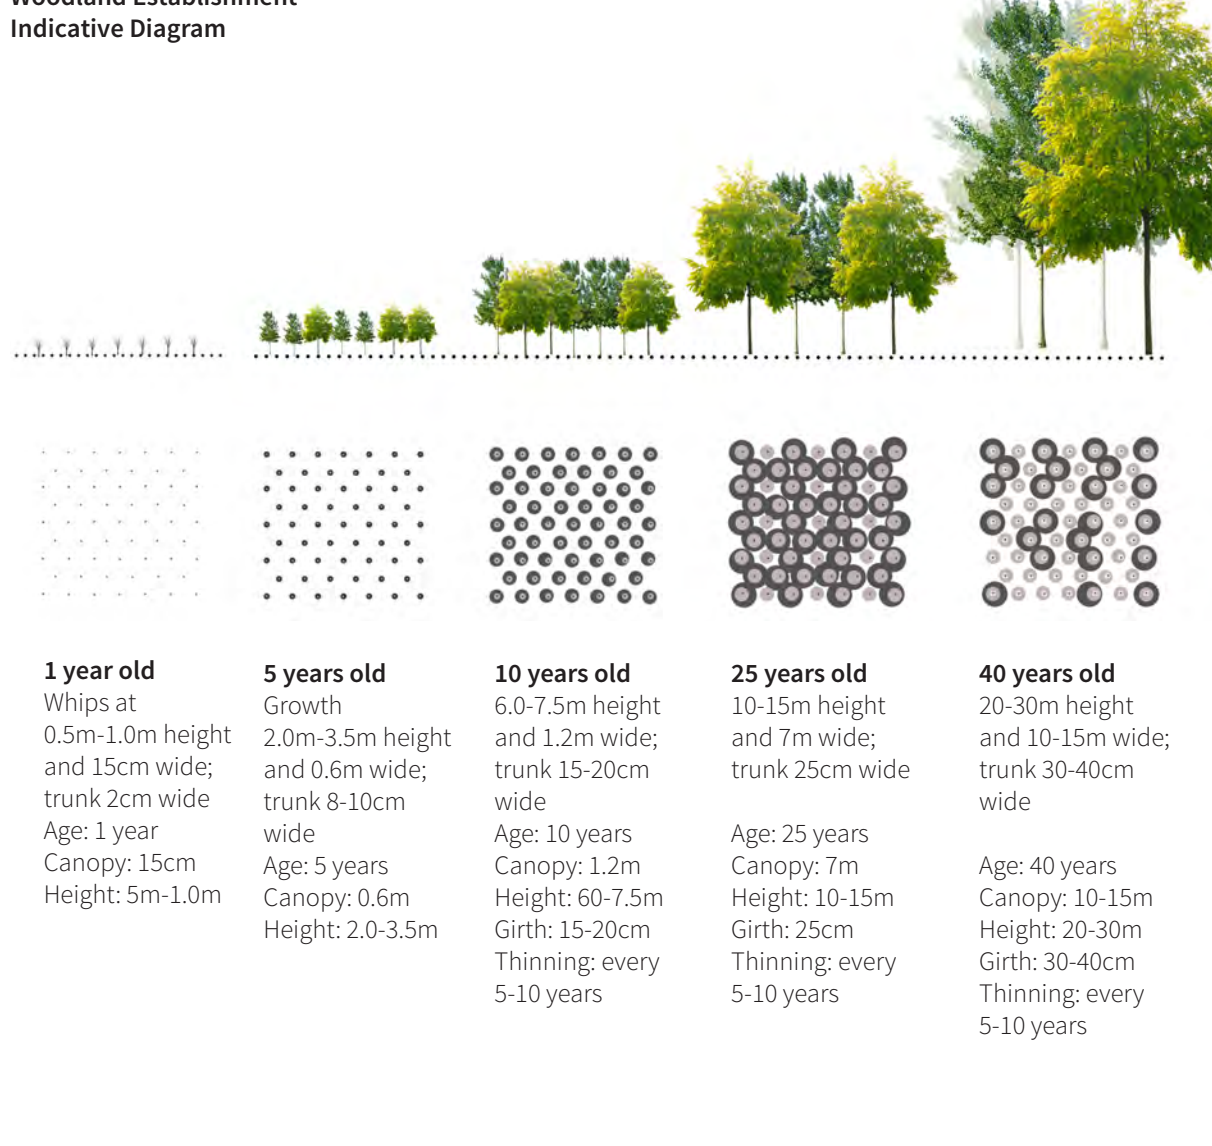 Woodland Establishment
Indicative Diagram
1 year old
Whips at
0.5m-1.0m height
and 15cm wide;
trunk 2cm wide
Age: 1 year
Canopy: 15cm
Height: 5m-1.0m
5 years old
Growth
2.0m-3.5m height
and 0.6m wide;
trunk 8-10cm
wide
Age: 5 years
Canopy: 0.6m
Height: 2.0-3.5m
10 years old
6.0-7.5m height
and 1.2m wide;
trunk 15-20cm
wide
Age: 10 years
Canopy: 1.2m
Height: 60-7.5m
Girth: 15-20cm
Thinning: every
5-10 years
25 years old
10-15m height
and 7m wide;
trunk 25cm wide
Age: 25 years
Canopy: 7m
Height: 10-15m
Girth: 25cm
Thinning: every
5-10 years
40 years old
20-30m height
and 10-15m wide;
trunk 30-40cm
wide
Age: 40 years
Canopy: 10-15m
Height: 20-30m
Girth: 30-40cm
Thinning: every
5-10 years